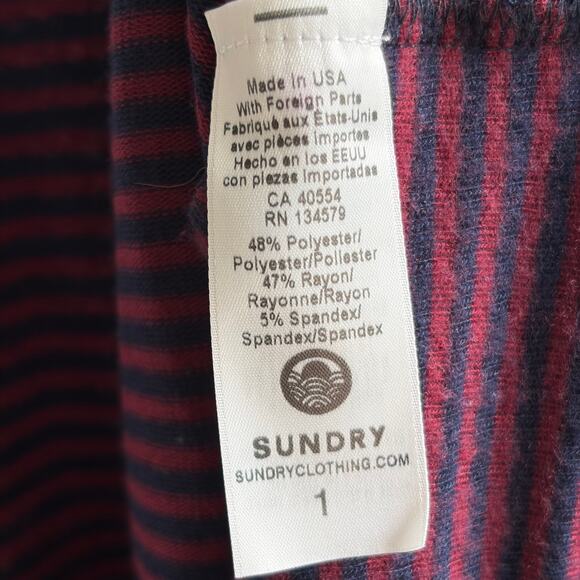 Made In USA
With Foreign Parts
Fabriqué aux États-Unis
avec pièces Importes
Hecho en los EEUU
con piezas Importadas
CA 40554
RN 134579
48% Polyester/
Polyester/Poliester
47% Rayon/
Rayonne/Rayon
5% Spandex/
Spandex/Spandex
SUNDRY
SUNDRYCLOTHING.COM
1